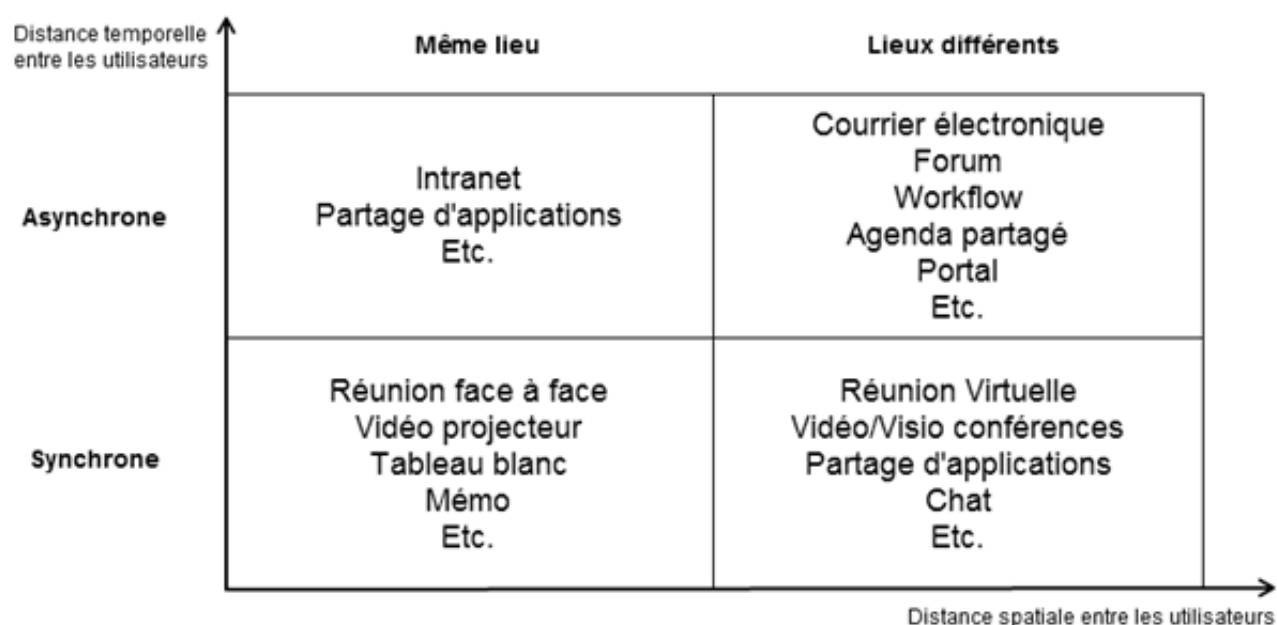 Distance temporelle
entre les utilisateurs
Même lieu
Lieux différents
Asynchrone
Intranet
Partage d'applications
Etc.
Courrier électronique
Forum
Workflow
Agenda partagé
Portal
Etc.
Synchrone
Réunion face à face
Vidéo projecteur
Tableau blanc
Mémo
Etc.
Réunion Virtuelle
Vidéo/Visio conférences
Partage d'applications
Chat
Etc.
Distance spatiale entre les utilisateurs